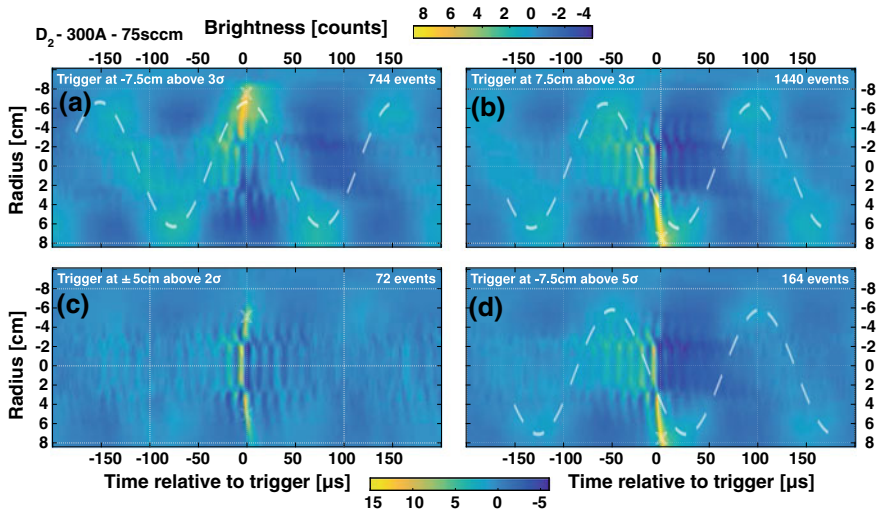 D2 - 300A - 75sccm
Brightness [counts]
8 6 4 2 0 -2 -4
-150 -100 -50 0 50 100 150
-150 -100 -50 0 50 100 150
Trigger at -7.5cm above 3σ
744 events
(a)
Trigger at 7.5cm above 3σ
1440 events
(b)
Radius [cm]
-8
-6
-4
-2
0
2
4
6
8
-8
-6
-4
-2
0
2
4
6
8
Trigger at ±5cm above 2σ
72 events
(c)
Trigger at -7.5cm above 5σ
164 events
(d)
Radius [cm]
-8
-6
-4
-2
0
2
4
6
8
-8
-6
-4
-2
0
2
4
6
8
-150 -100 -50 0 50 100 150
-150 -100 -50 0 50 100 150
Time relative to trigger [µs]
Time relative to trigger [µs]
15 10 5 0 -5